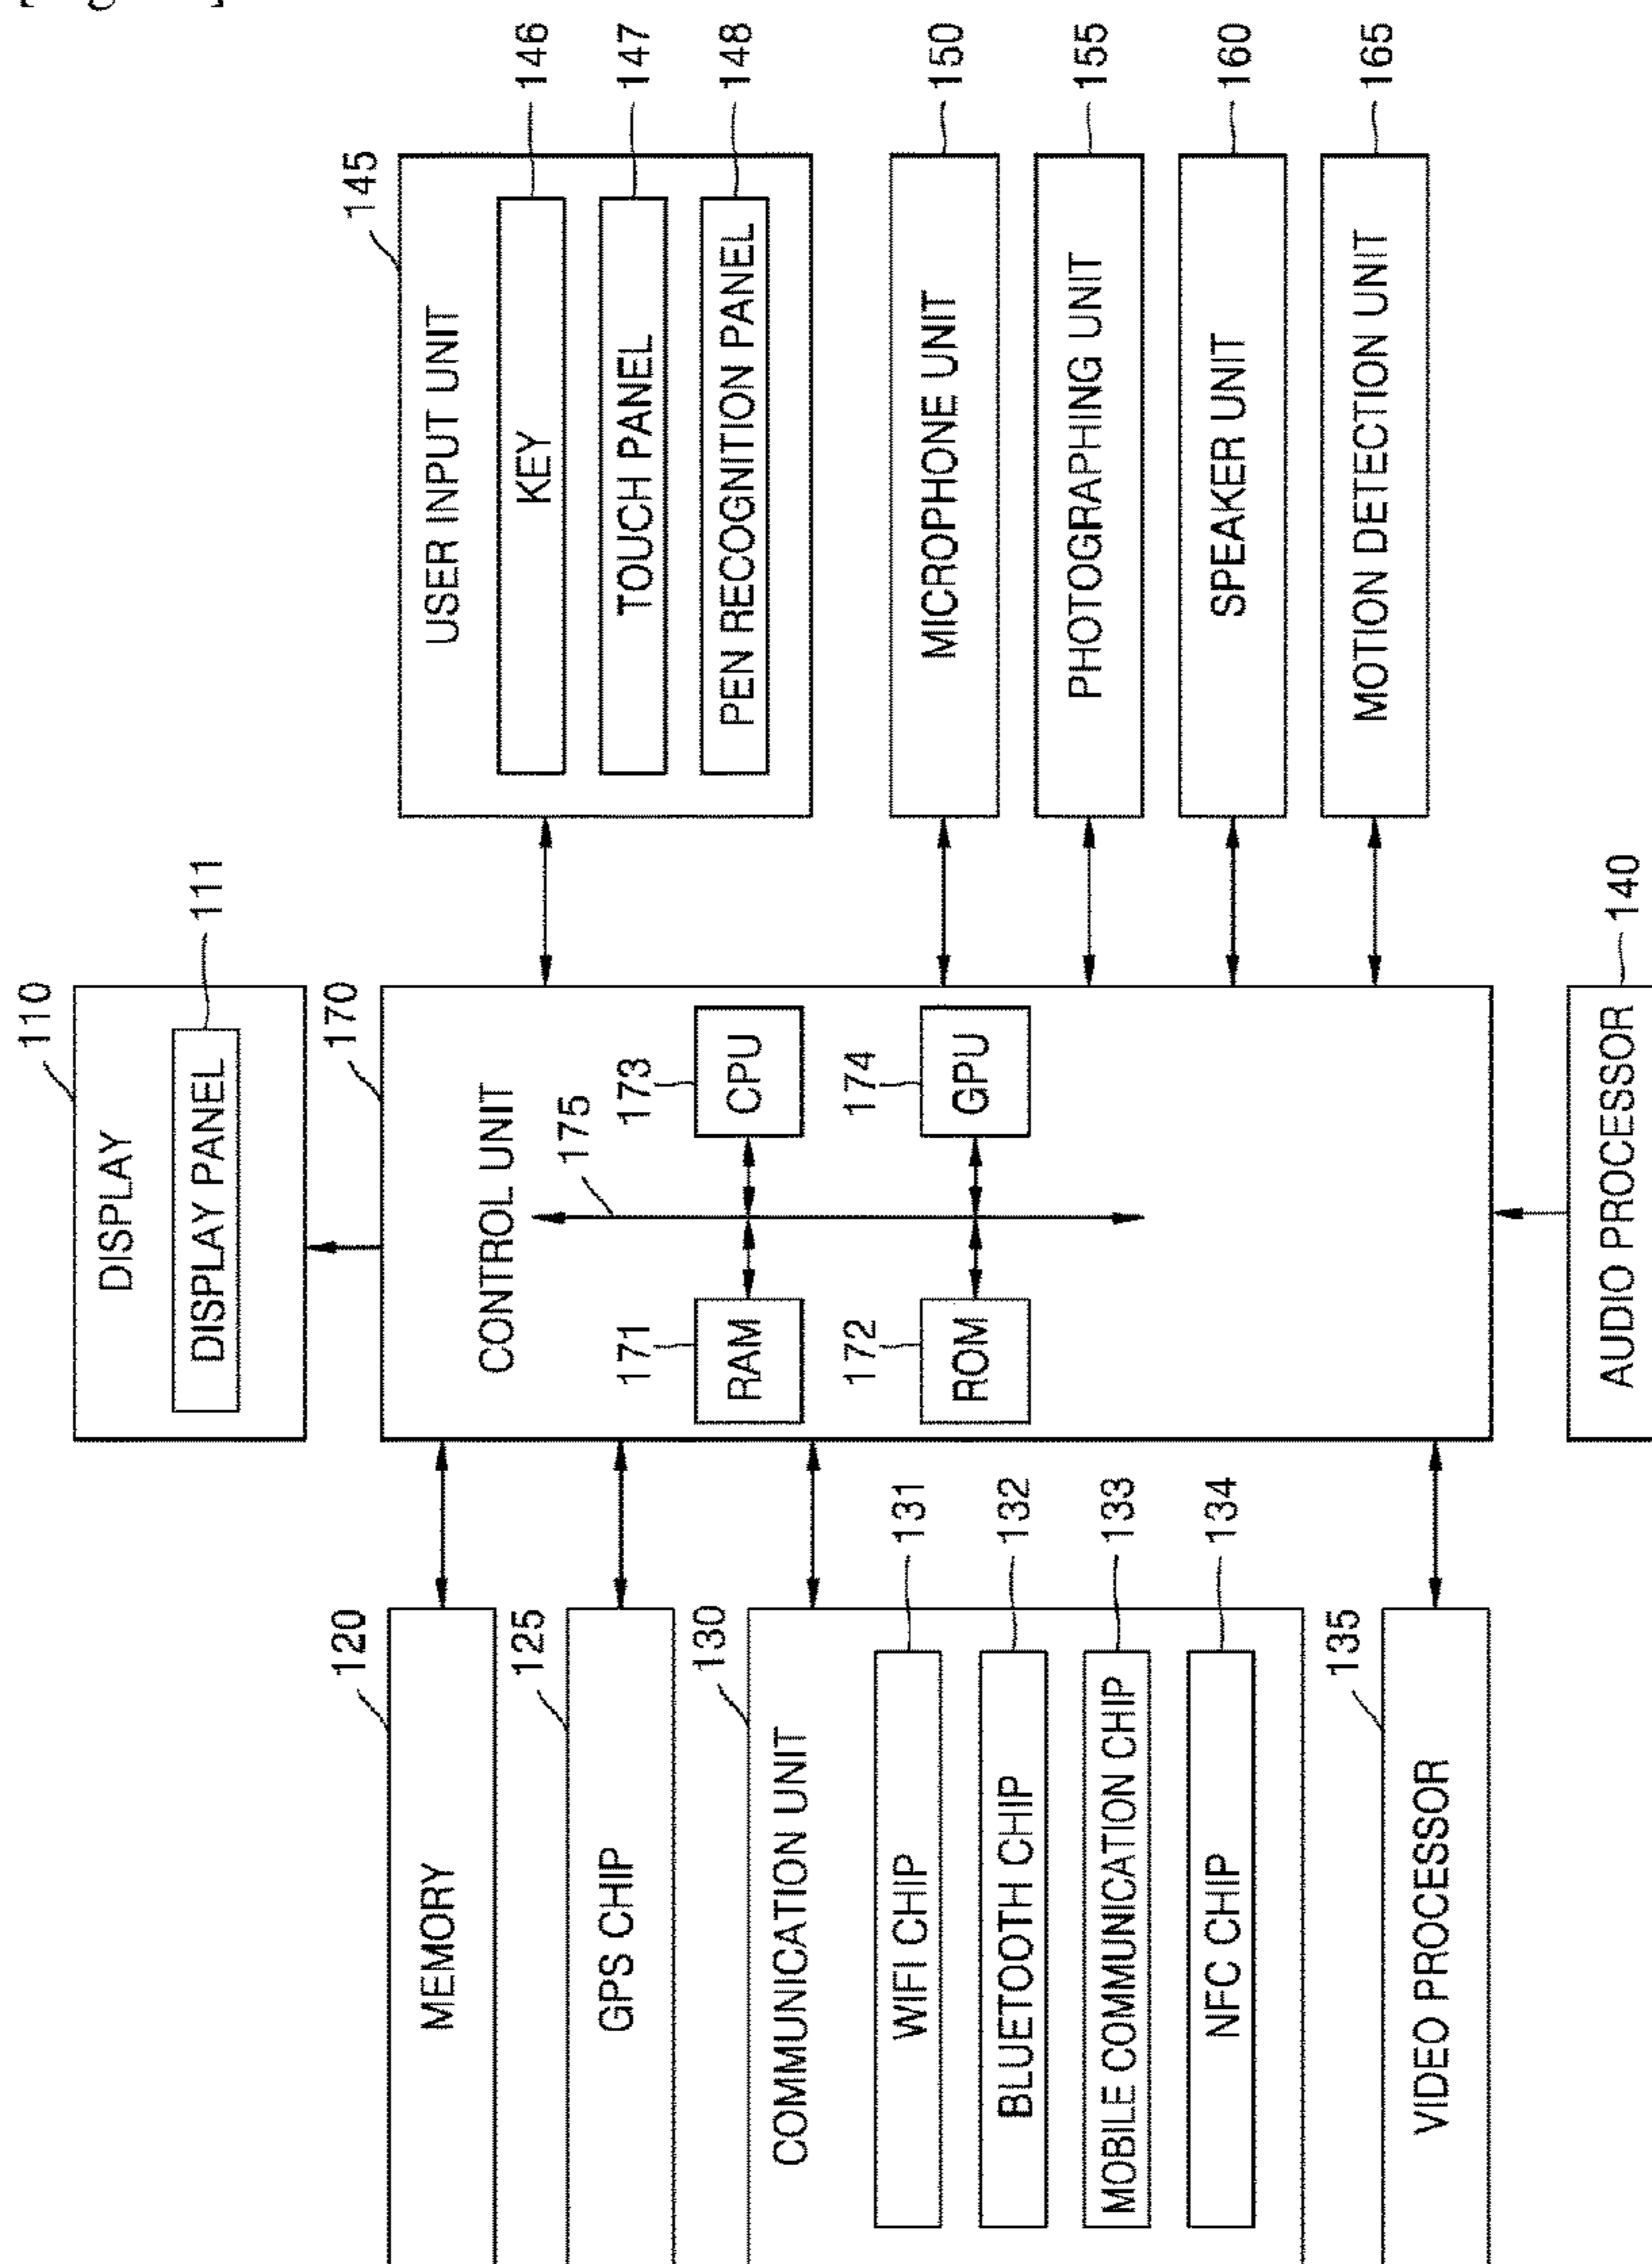 110
DISPLAY
DISPLAY PANEL
111
120
MEMORY
125
GPS CHIP
130
COMMUNICATION UNIT
WIFI CHIP
131
BLUETOOTH CHIP
132
MOBILE COMMUNICATION CHIP
133
NFC CHIP
134
135
VIDEO PROCESSOR
170
CONTROL UNIT
175
171
RAM
173
CPU
172
ROM
174
GPU
AUDIO PROCESSOR
140
145
USER INPUT UNIT
KEY
146
TOUCH PANEL
147
PEN RECOGNITION PANEL
148
MICROPHONE UNIT
150
PHOTOGRAPHING UNIT
155
SPEAKER UNIT
160
MOTION DETECTION UNIT
165